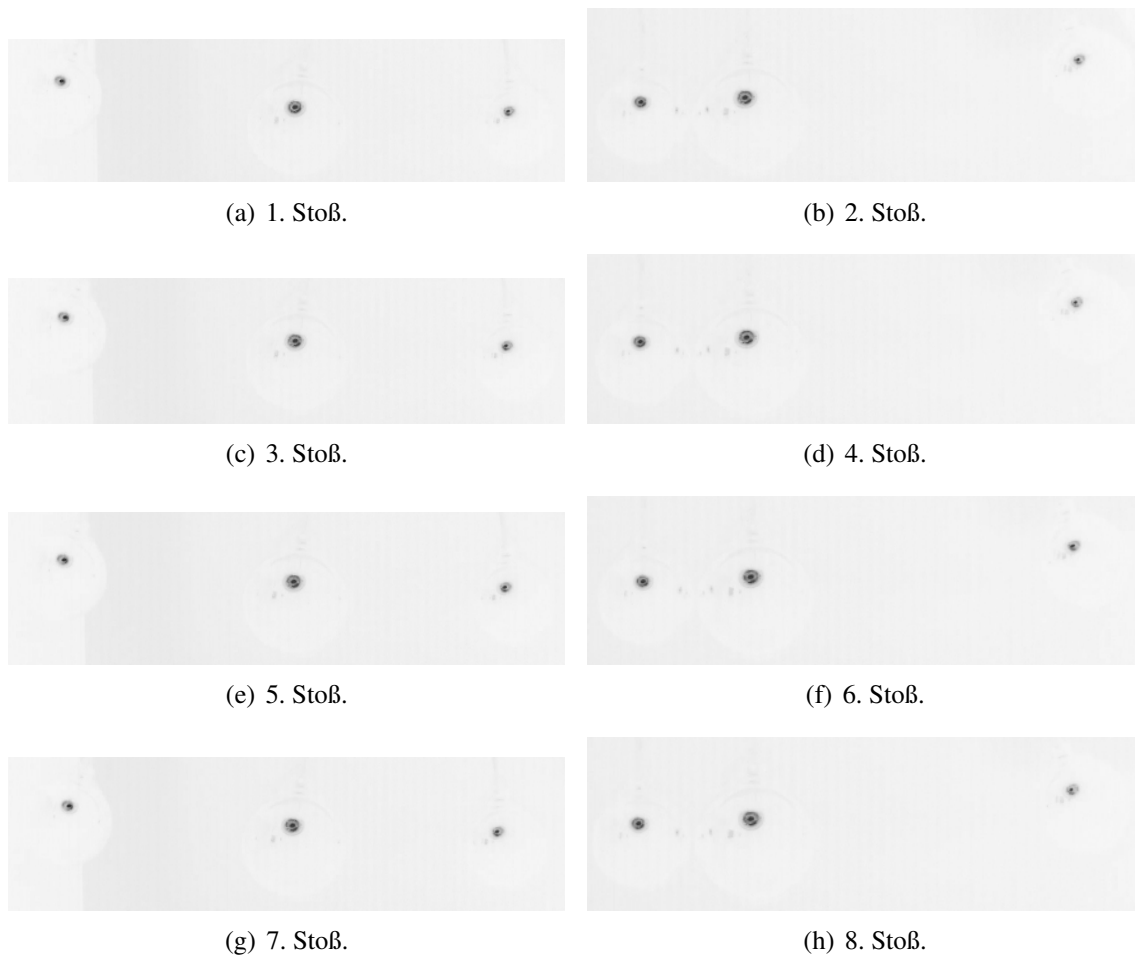 (a) 1. Stoß.
(b) 2. Stoß.
(c) 3. Stoß.
(d) 4. Stoß.
(e) 5. Stoß.
(f) 6. Stoß.
(g) 7. Stoß.
(h) 8. Stoß.